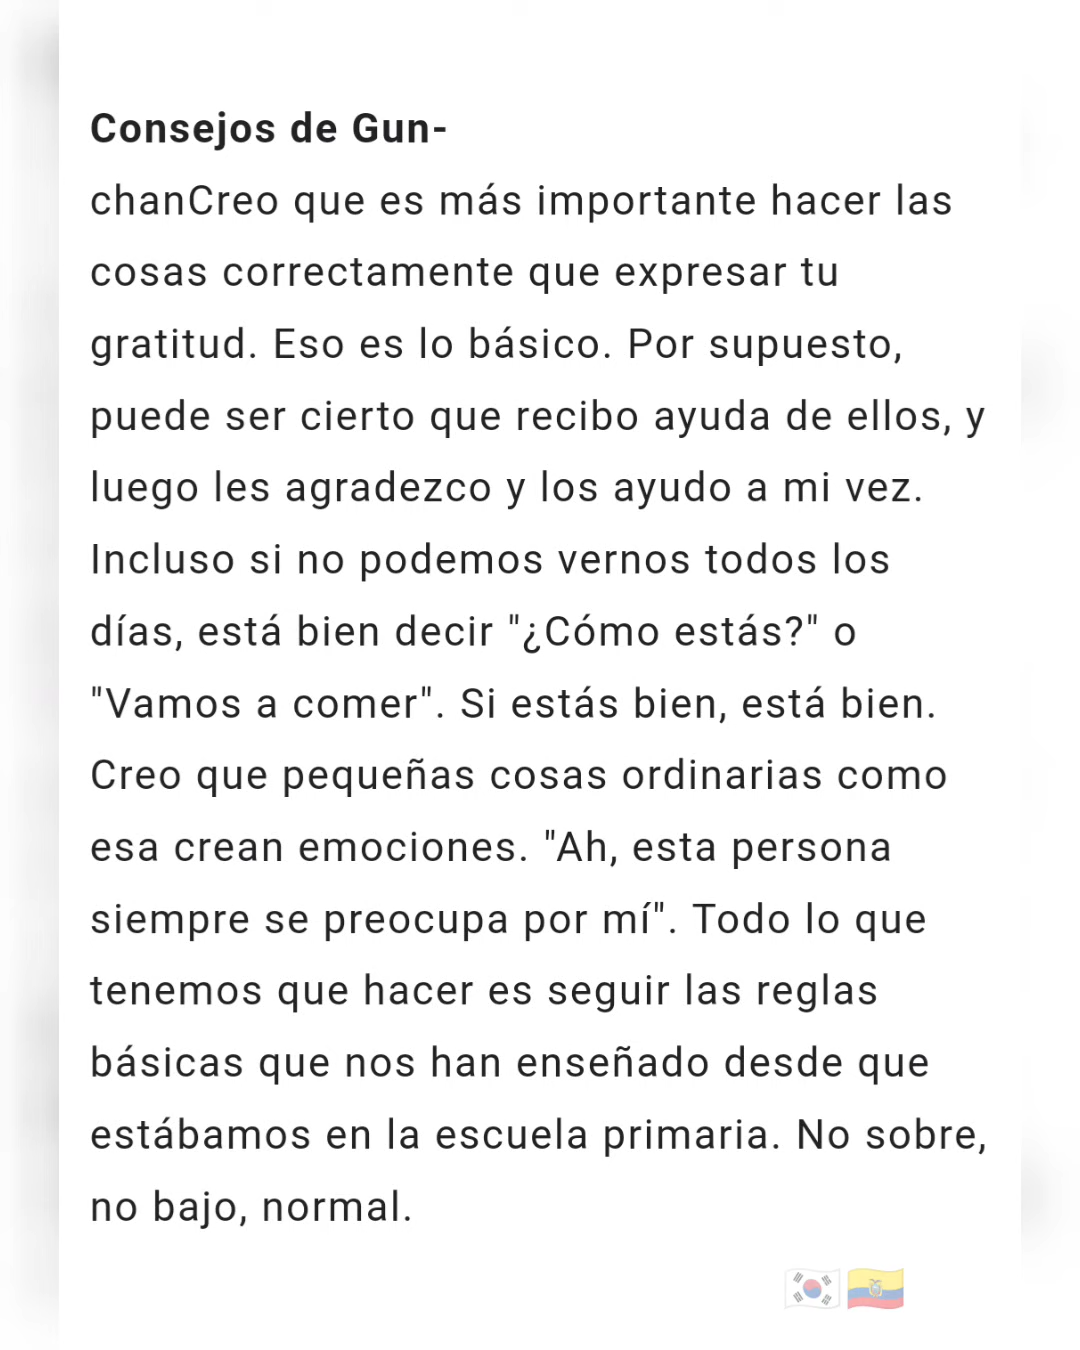 Consejos de Gun-
chanCreo que es más importante hacer las
cosas correctamente que expresar tu
gratitud. Eso es lo básico. Por supuesto,
puede ser cierto que recibo ayuda de ellos, y
luego les agradezco y los ayudo a mi vez.
Incluso si no podemos vernos todos los
días, está bien decir "¿Cómo estás?" o
"Vamos a comer". Si estás bien, está bien.
Creo que pequeñas cosas ordinarias como
esa crean emociones. "Ah, esta persona
siempre se preocupa por mí". Todo lo que
tenemos que hacer es seguir las reglas
básicas que nos han enseñado desde que
estábamos en la escuela primaria. No sobre,
no bajo, normal.